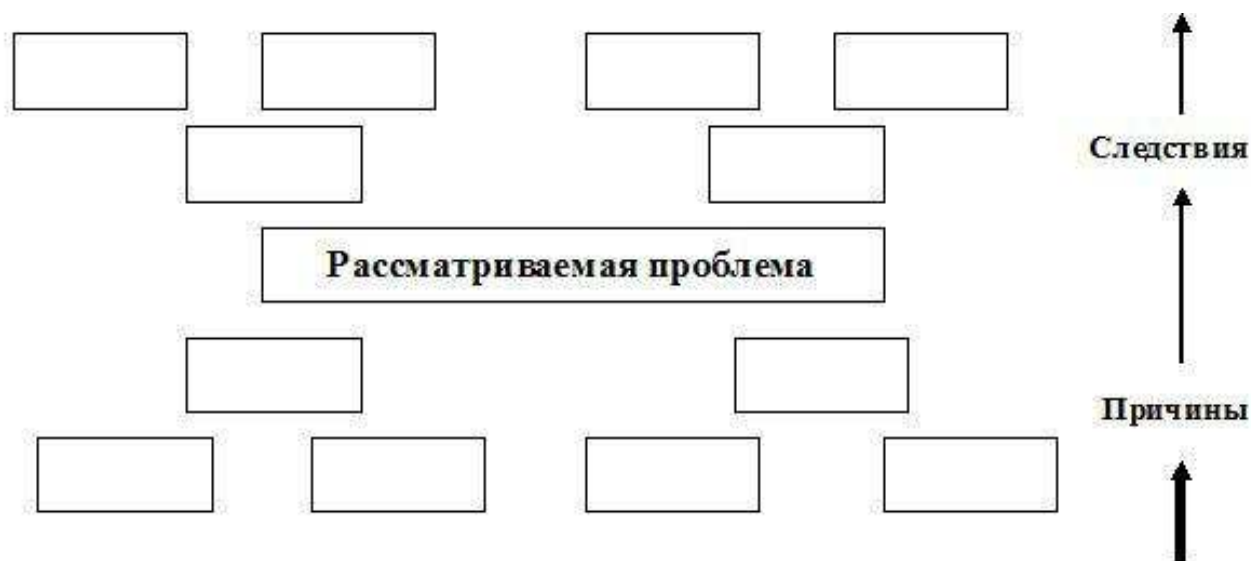 Следствия
Рассматриваемая проблема
Причины